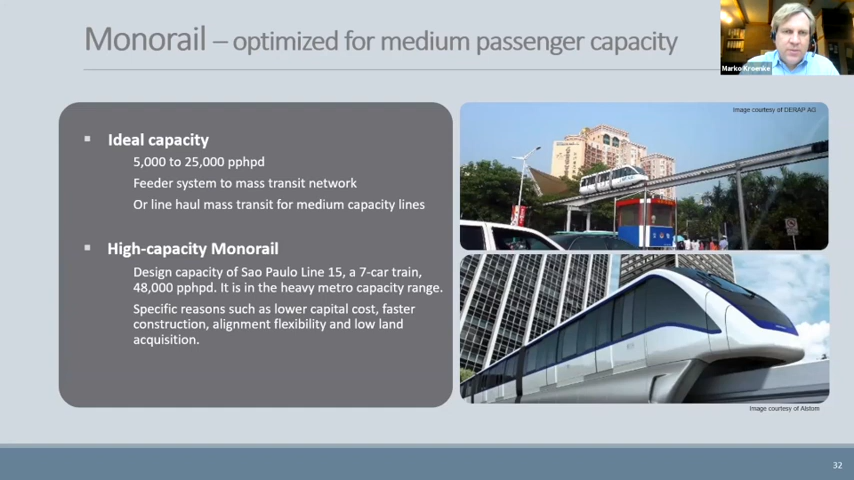 Monorail – optimized for medium passenger capacity
Marko Kroenke
Image courtesy of DERAP AG
▪ Ideal capacity
5,000 to 25,000 pphpd
Feeder system to mass transit network
Or line haul mass transit for medium capacity lines
▪ High-capacity Monorail
Design capacity of Sao Paulo Line 15, a 7-car train,
48,000 pphpd. It is in the heavy metro capacity range.
Specific reasons such as lower capital cost, faster
construction, alignment flexibility and low land
acquisition.
Image courtesy of Alstom
32